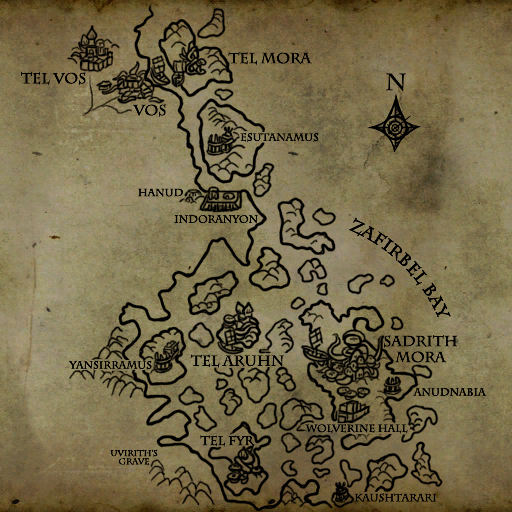 TEL MORA
TEL VOS
VOS
N
ESUTANAMUS
HANUD
INDORANYON
ZAFIRBEL BAY
SADRITH
MORA
TEL ARUHN
YANSIRRAMUS
ANUDNABIA
WOLVERINE HALL
TEL FYR
UVIRITH'S
GRAVE
KAUSHTARARI